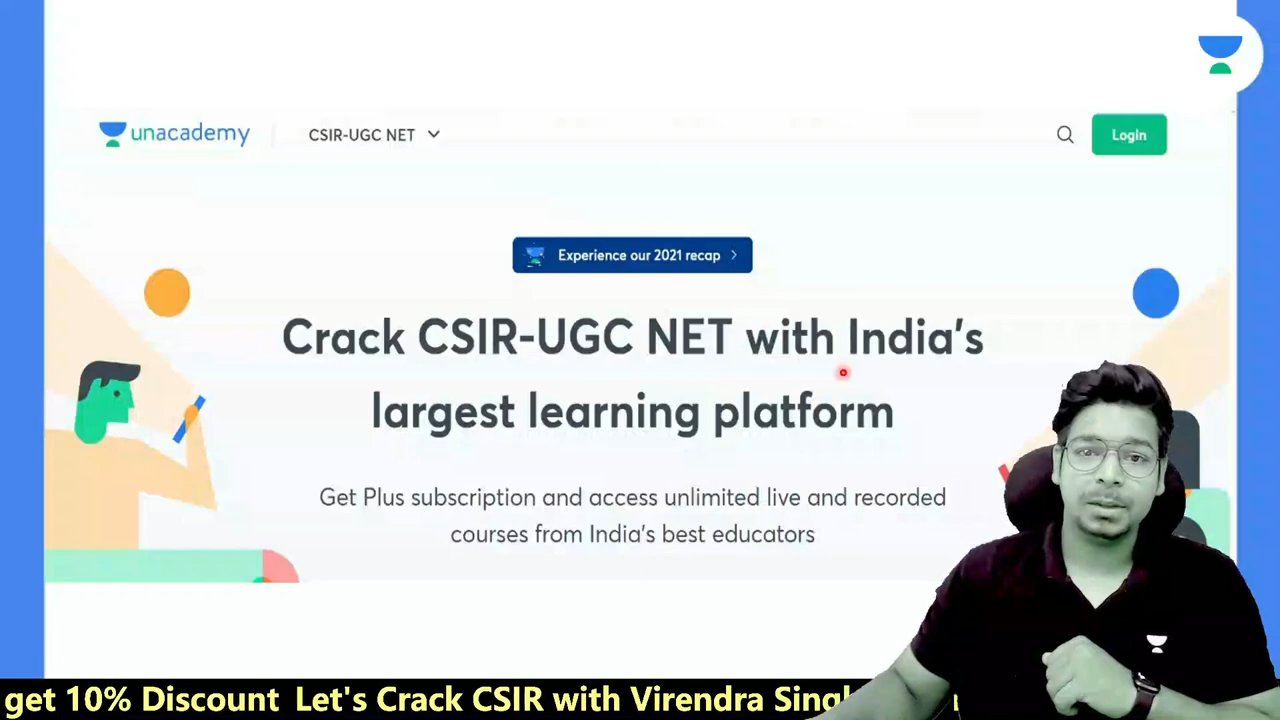 unacademy
CSIR-UGC NET
LogIn
Experience our 2021 recap
Crack CSIR-UGC NET with India's
largest learning platform
Get Plus subscription and access unlimited live and recorded
courses from India's best educators
get 10% Discount Let's Crack CSIR with Virendra